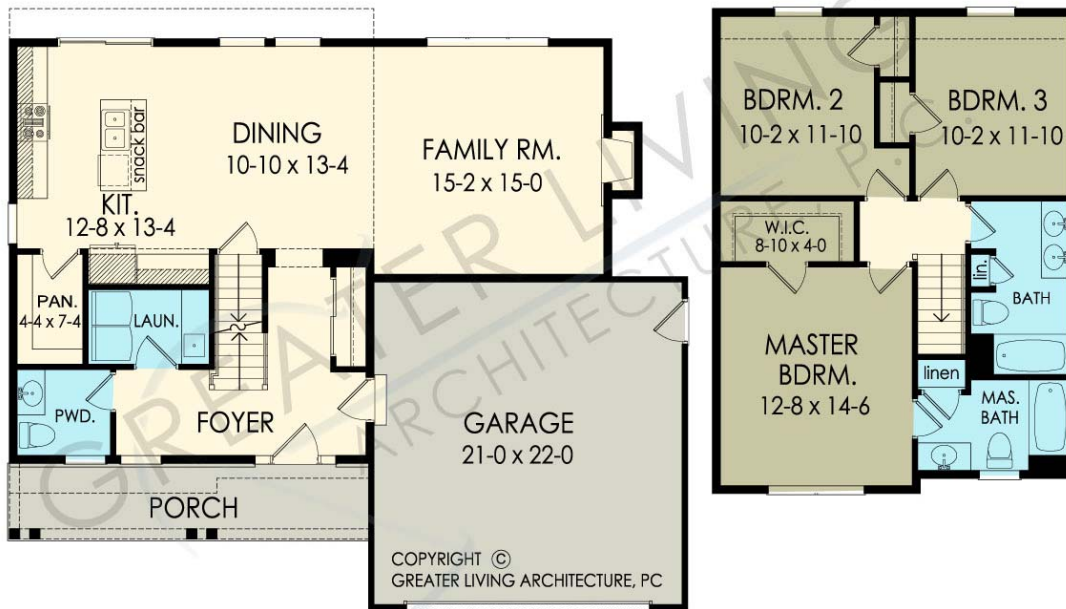 DINING
10-10 x 13-4
FAMILY RM.
15-2 x 15-0
snack bar
KIT.
12-8 x 13-4
PAN.
4-4 x 7-4
LAUN.
PWD.
FOYER
PORCH
GARAGE
21-0 x 22-0
COPYRIGHT ©
GREATER LIVING ARCHITECTURE, PC
BDRM. 2
10-2 x 11-10
BDRM. 3
10-2 x 11-10
W.I.C.
8-10 x 4-0
lin.
BATH
MASTER
BDRM.
12-8 x 14-6
linen
MAS.
BATH
GREATER LIVING
ARCHITECTURE, P.C.